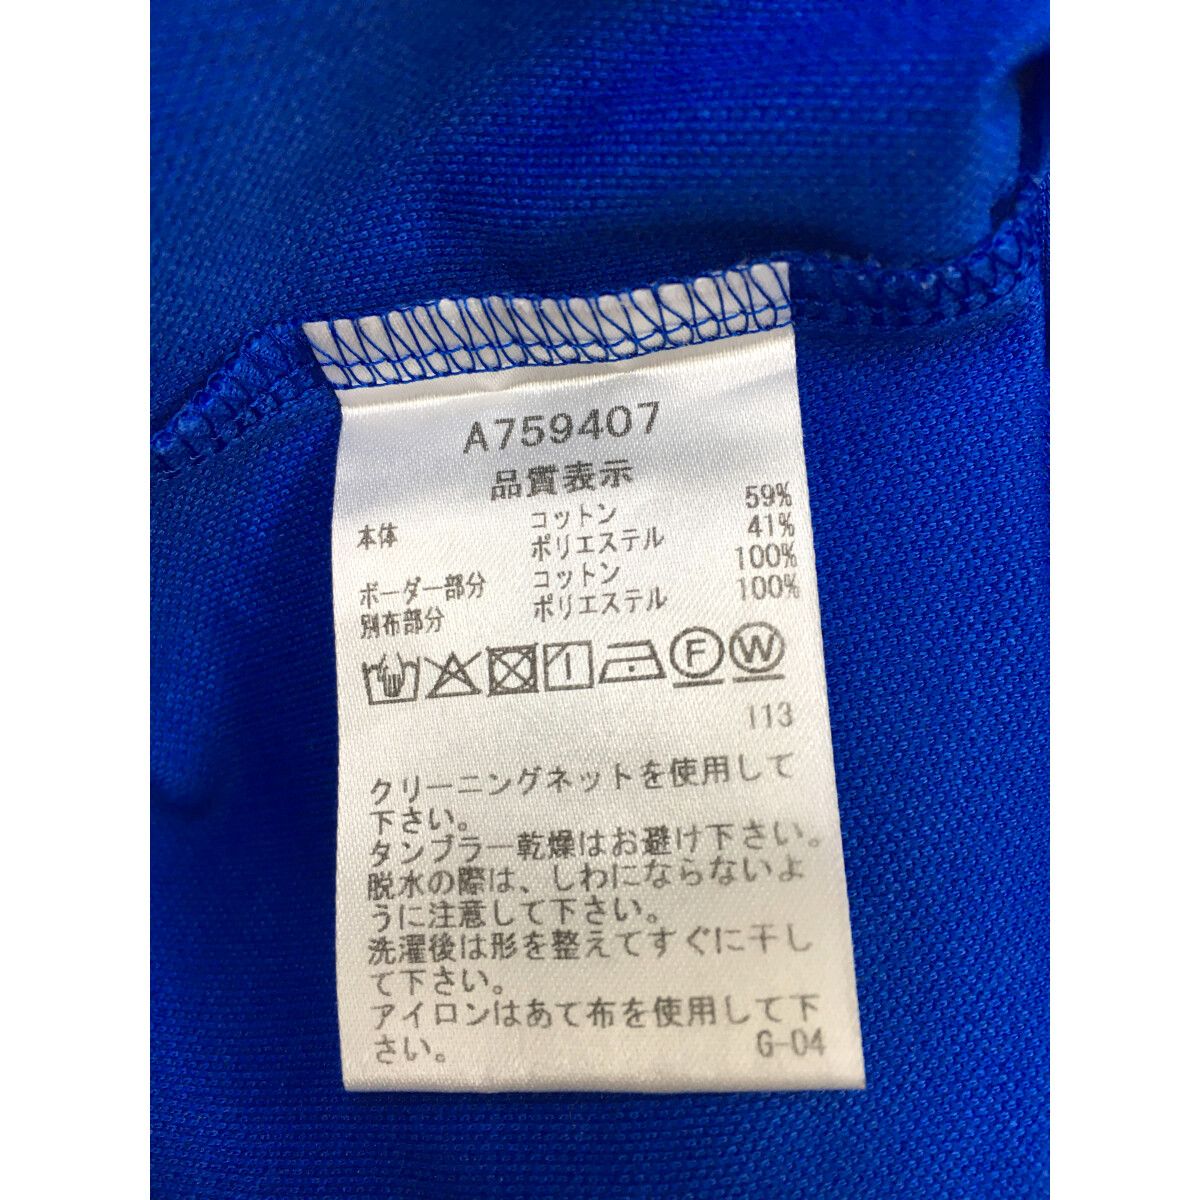 A759407
品質表示
本体 コットン 59%
ポリエステル 41%
ボーダー部分 コットン 100%
別布部分 ポリエステル 100%
F W
113
クリーニングネットを使用して
下さい。
タンブラー乾燥はお避け下さい。
脱水の際は、しわにならないよ
うに注意して下さい。
洗濯後は形を整えてすぐに干し
て下さい。
アイロンはあて布を使用して下
さい。 G-04